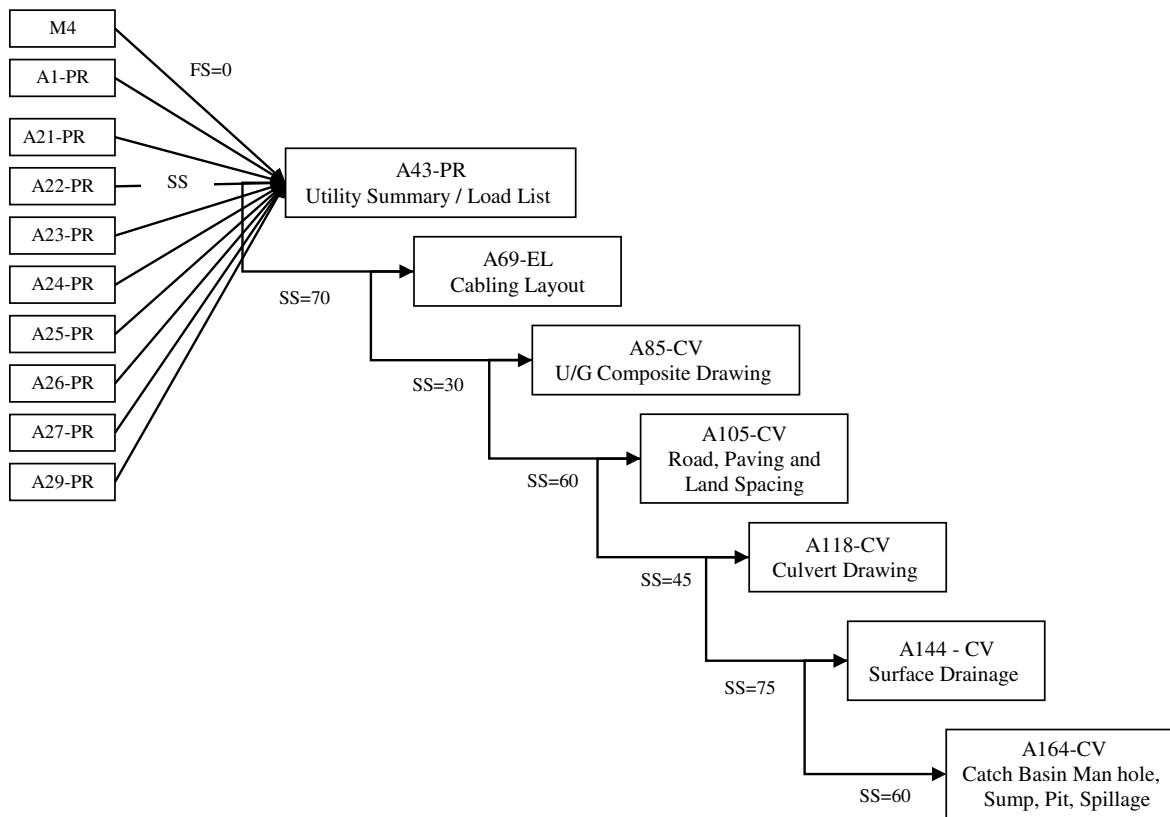 M4
FS=0
A1-PR
A21-PR
A22-PR
SS
A23-PR
A24-PR
A25-PR
A26-PR
A27-PR
A29-PR
A43-PR
Utility Summary / Load List
A69-EL
Cabling Layout
SS=70
A85-CV
U/G Composite Drawing
SS=30
A105-CV
Road, Paving and
Land Spacing
SS=60
A118-CV
Culvert Drawing
SS=45
A144 - CV
Surface Drainage
SS=75
A164-CV
Catch Basin Man hole,
Sump, Pit, Spillage
SS=60